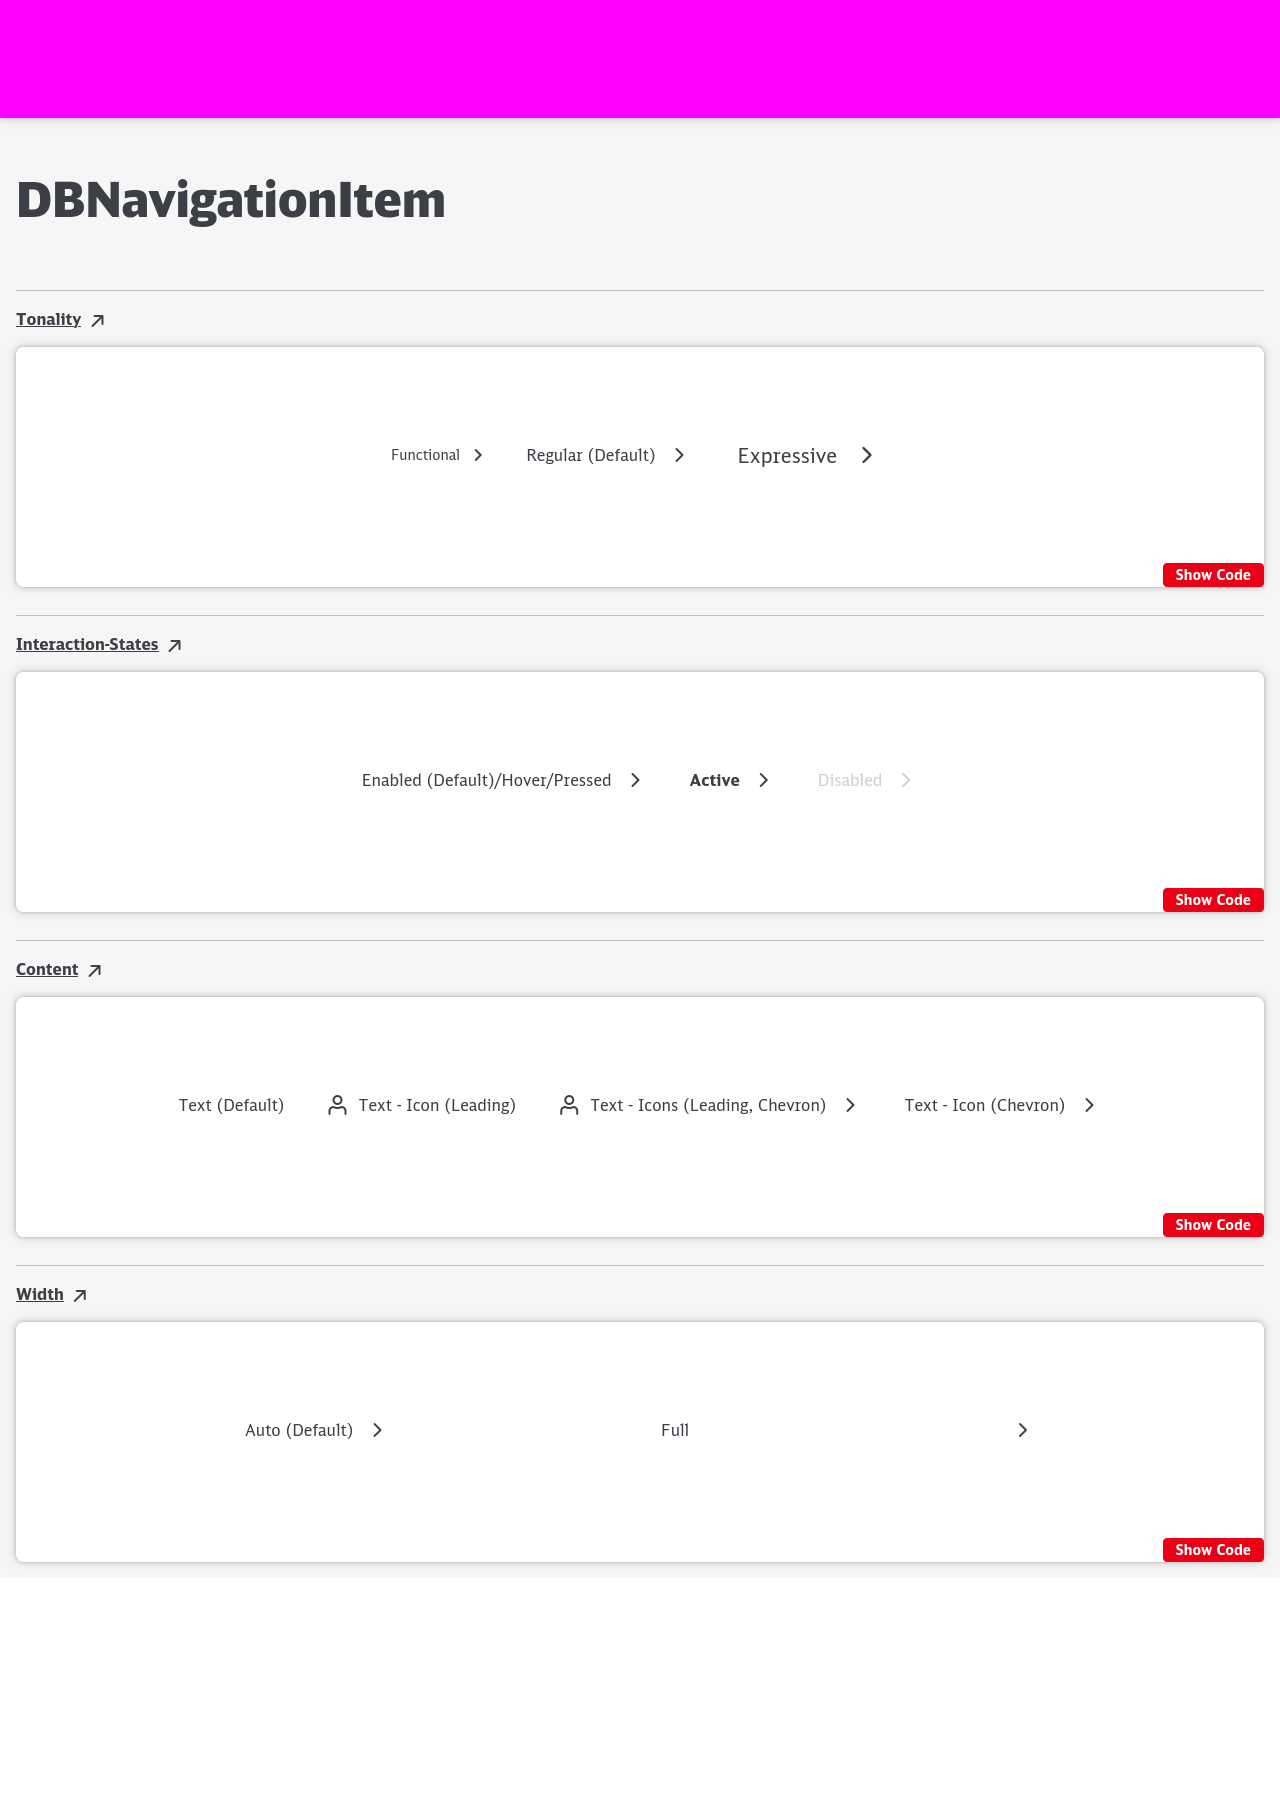 DBNavigationItem
Tonality
Functional Regular (Default) Expressive
Show Code
Interaction-States
Enabled (Default)/Hover/Pressed Active Disabled
Show Code
Content
Text (Default) Text - Icon (Leading) Text - Icons (Leading, Chevron) Text - Icon (Chevron)
Show Code
Width
Auto (Default) Full
Show Code